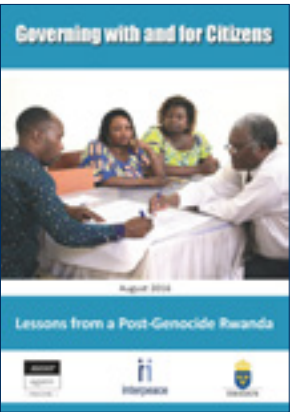 Governing with and for Citizens
August 2016
Lessons from a Post-Genocide Rwanda
Interpeace